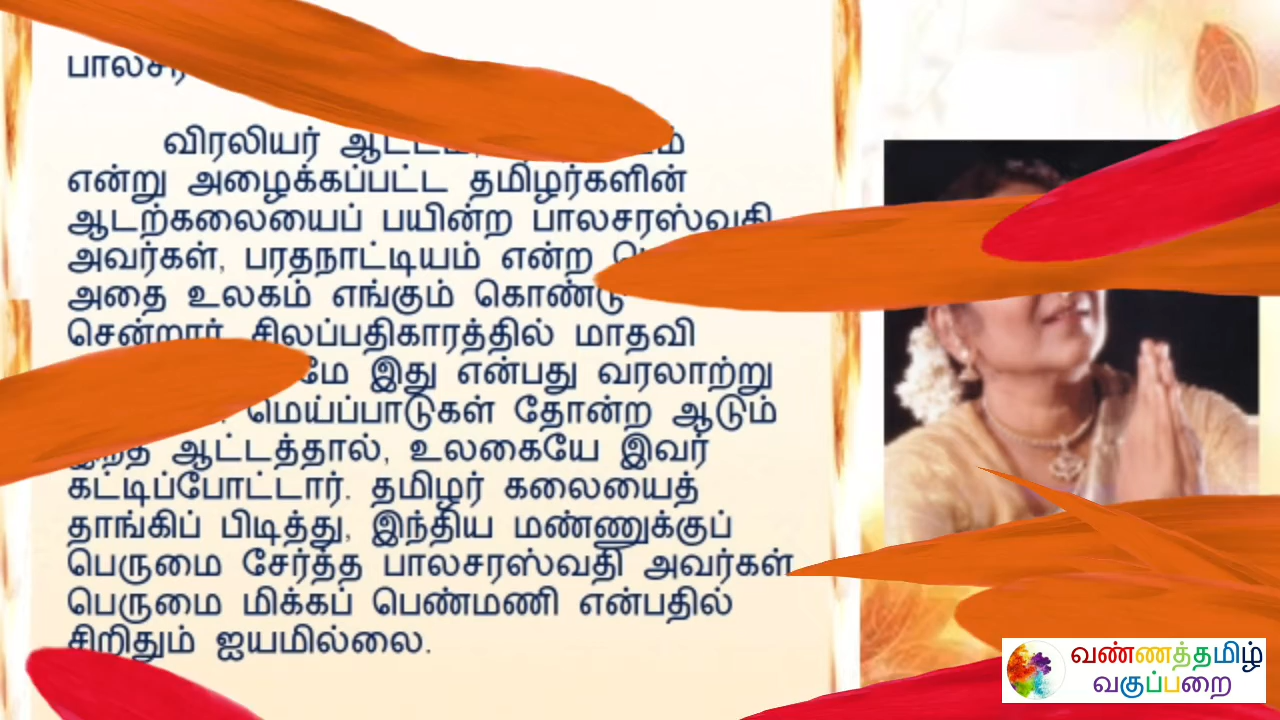 விரலியர் ஆட்டம்,
என்று அழைக்கப்பட்ட தமிழர்களின்
ஆடற்கலையைப் பயின்ற பாலசரஸ்வதி
அவர்கள், பரதநாட்டியம் என்ற
அதை உலகம் எங்கும் கொண்டு
சென்றார். சிலப்பதிகாரத்தில் மாதவி
இது என்பது வரலாற்று
மெய்ப்பாடுகள் தோன்ற ஆடும்
இந்த ஆட்டத்தால், உலகையே இவர்
கட்டிப்போட்டார். தமிழர் கலையைத்
தாங்கிப் பிடித்து, இந்திய மண்ணுக்குப்
பெருமை சேர்த்த பாலசரஸ்வதி அவர்கள்
பெருமை மிக்கப் பெண்மணி என்பதில்
சிறிதும் ஐயமில்லை.
வண்ணத்தமிழ்
வகுப்பறை